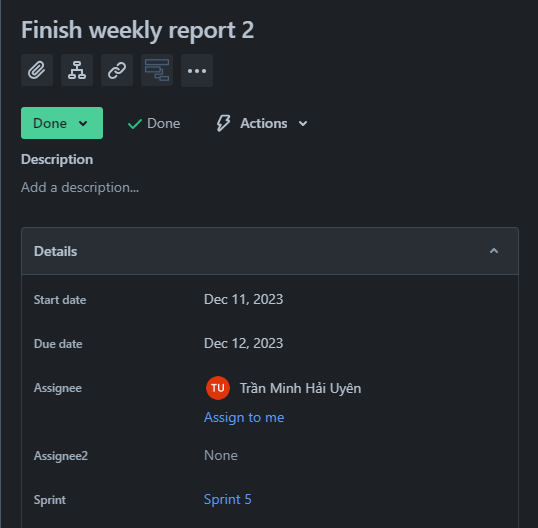 Finish weekly report 2
Done
Done
Actions
Description
Add a description...
Details
Start date
Dec 11, 2023
Due date
Dec 12, 2023
Assignee
TU
Trần Minh Hải Uyên
Assign to me
Assignee2
None
Sprint
Sprint 5